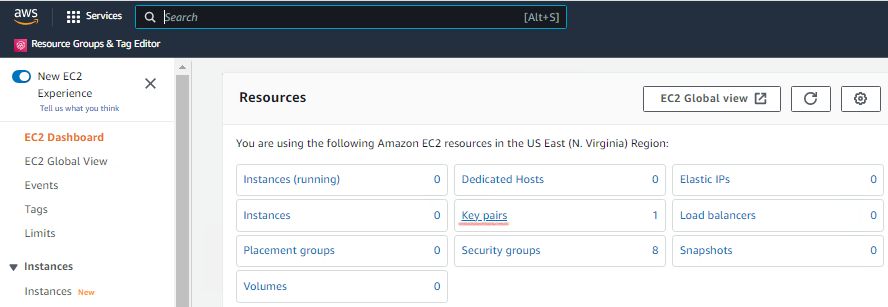 aws
Services
Search
[Alt+S]
Resource Groups & Tag Editor
New EC2
Experience
Tell us what you think
EC2 Dashboard
EC2 Global View
Events
Tags
Limits
Instances
Instances New
Resources
EC2 Global view
You are using the following Amazon EC2 resources in the US East (N. Virginia) Region:
Instances (running) 0
Dedicated Hosts 0
Elastic IPs 0
Instances 0
Key pairs 1
Load balancers 0
Placement groups 0
Security groups 8
Snapshots 0
Volumes 0